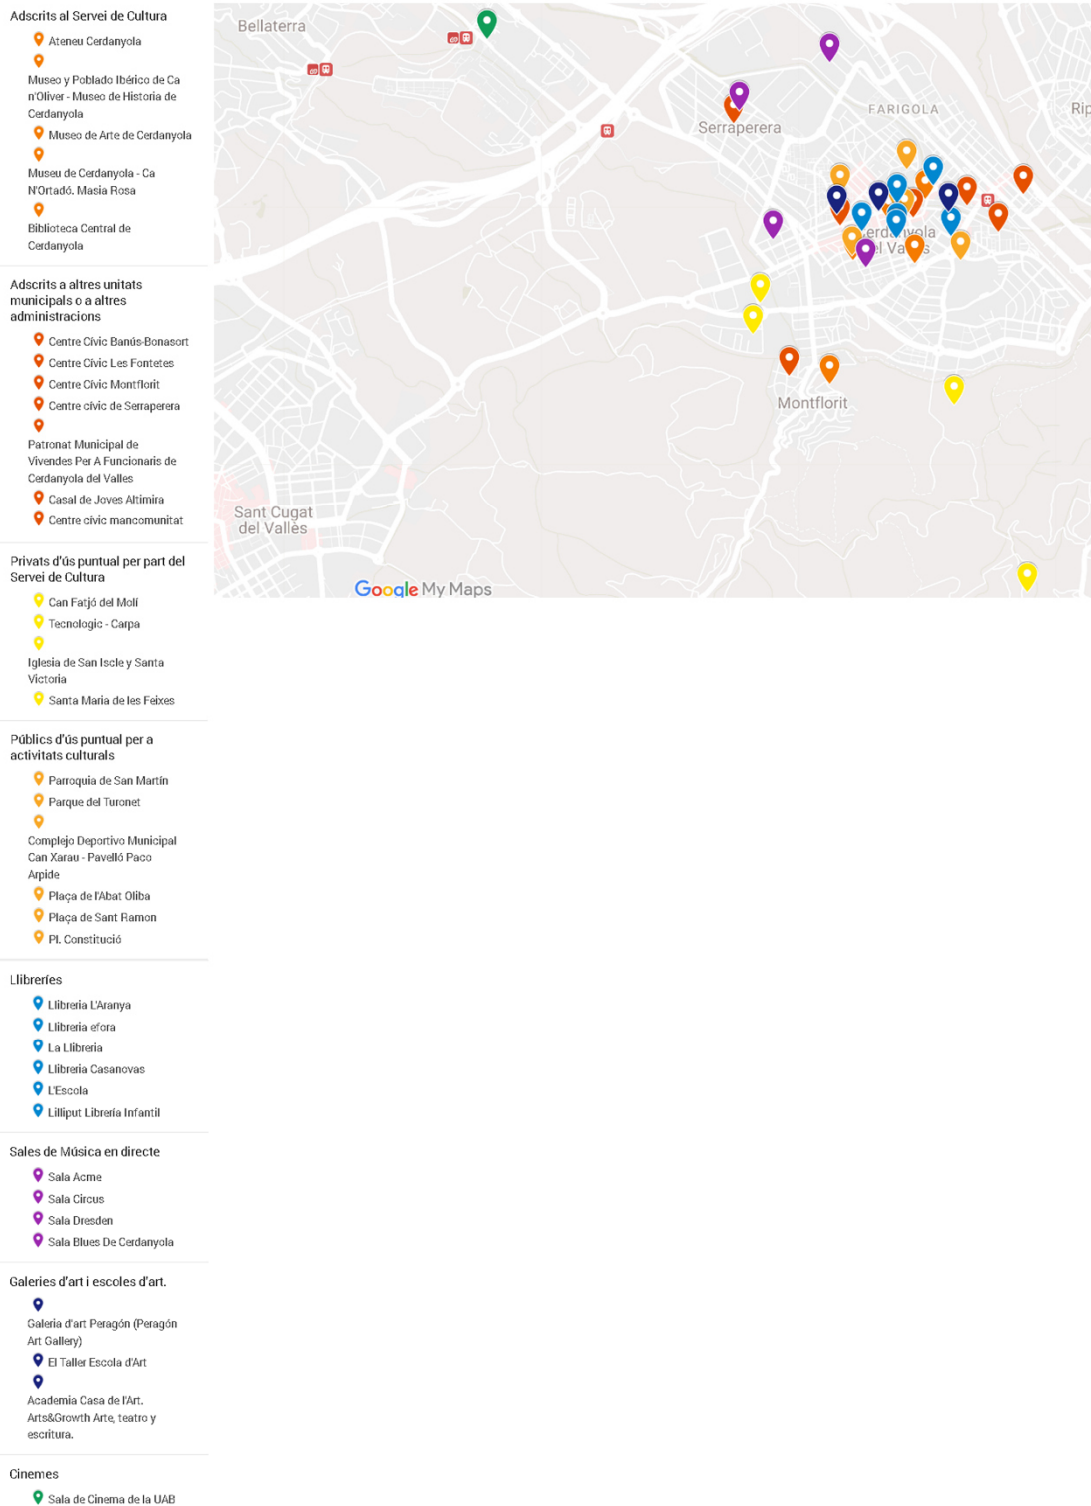 Adscrits al Servei de Cultura
Ateneu Cerdanyola
Museo y Poblado Ibérico de Ca
n'Oliver - Museo de Historia de
Cerdanyola
Museo de Arte de Cerdanyola
Museu de Cerdanyola - Ca
N'Ortadó. Masia Rosa
Biblioteca Central de
Cerdanyola
Adscrits a altres unitats
municipals o a altres
administracions
Centre Cívic Banús-Bonasort
Centre Cívic Les Fontetes
Centre Cívic Montflorit
Centre cívic de Serraperera
Patronat Municipal de
Vivendes Per A Funcionaris de
Cerdanyola del Valles
Casal de Joves Altimira
Centre cívic mancomunitat
Privats d'ús puntual per part del
Servei de Cultura
Can Fatjó del Molí
Tecnologic - Carpa
Iglesia de San Iscle y Santa
Victoria
Santa Maria de les Feixes
Públics d'ús puntual per a
activitats culturals
Parroquia de San Martín
Parque del Turonet
Complejo Deportivo Municipal
Can Xarau - Pavelló Paco
Arpide
Plaça de l'Abat Oliba
Plaça de Sant Ramon
Pl. Constitució
Llibreríes
Llibreria L'Aranya
Llibreria efora
La Llibreria
Llibreria Casanovas
L'Escola
Lilliput Librería Infantil
Sales de Música en directe
Sala Acme
Sala Circus
Sala Dresden
Sala Blues De Cerdanyola
Galeries d'art i escoles d'art.
Galeria d'art Peragón (Peragón
Art Gallery)
El Taller Escola d'Art
Academia Casa de l'Art.
Arts&Growth Arte, teatro y
escritura.
Cinemes
Sala de Cinema de la UAB
Bellaterra
FARIGOLA
Rip
Serraperera
Montflorit
Sant Cugat
del Vallès
Google My Maps